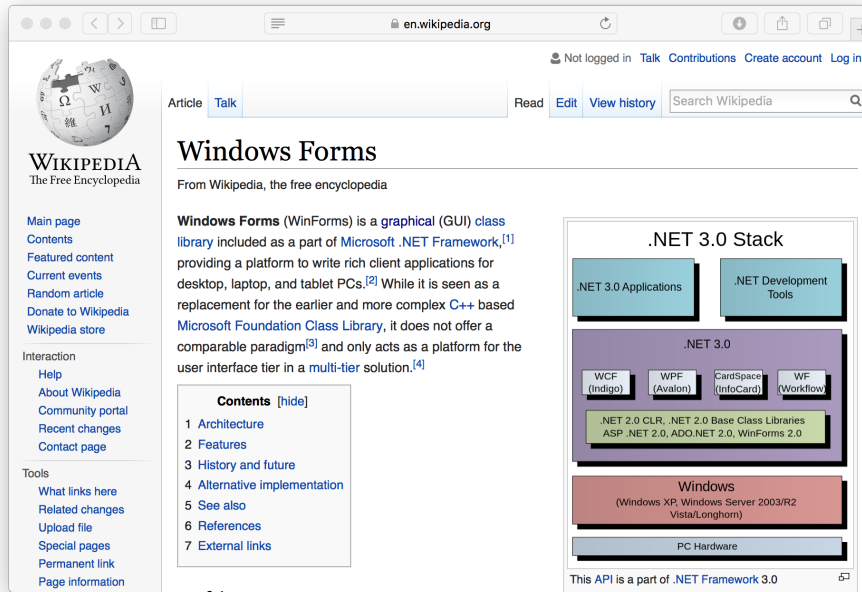 en.wikipedia.org
Not logged in Talk Contributions Create account Log in
Article Talk Read Edit View history Search Wikipedia
WIKIPEDIA
The Free Encyclopedia
Main page
Contents
Featured content
Current events
Random article
Donate to Wikipedia
Wikipedia store
Interaction
Help
About Wikipedia
Community portal
Recent changes
Contact page
Tools
What links here
Related changes
Upload file
Special pages
Permanent link
Page information
Windows Forms
From Wikipedia, the free encyclopedia
Windows Forms (WinForms) is a graphical (GUI) class
library included as a part of Microsoft .NET Framework,[1]
providing a platform to write rich client applications for
desktop, laptop, and tablet PCs.[2] While it is seen as a
replacement for the earlier and more complex C++ based
Microsoft Foundation Class Library, it does not offer a
comparable paradigm[3] and only acts as a platform for the
user interface tier in a multi-tier solution.[4]
Contents [hide]
1 Architecture
2 Features
3 History and future
4 Alternative implementation
5 See also
6 References
7 External links
.NET 3.0 Stack
.NET 3.0 Applications
.NET Development
Tools
.NET 3.0
WCF
(Indigo)
WPF
(Avalon)
CardSpace
(InfoCard)
WF
(Workflow)
.NET 2.0 CLR, .NET 2.0 Base Class Libraries
ASP .NET 2.0, ADO.NET 2.0, WinForms 2.0
Windows
(Windows XP, Windows Server 2003/R2
Vista/Longhorn)
PC Hardware
This API is a part of .NET Framework 3.0